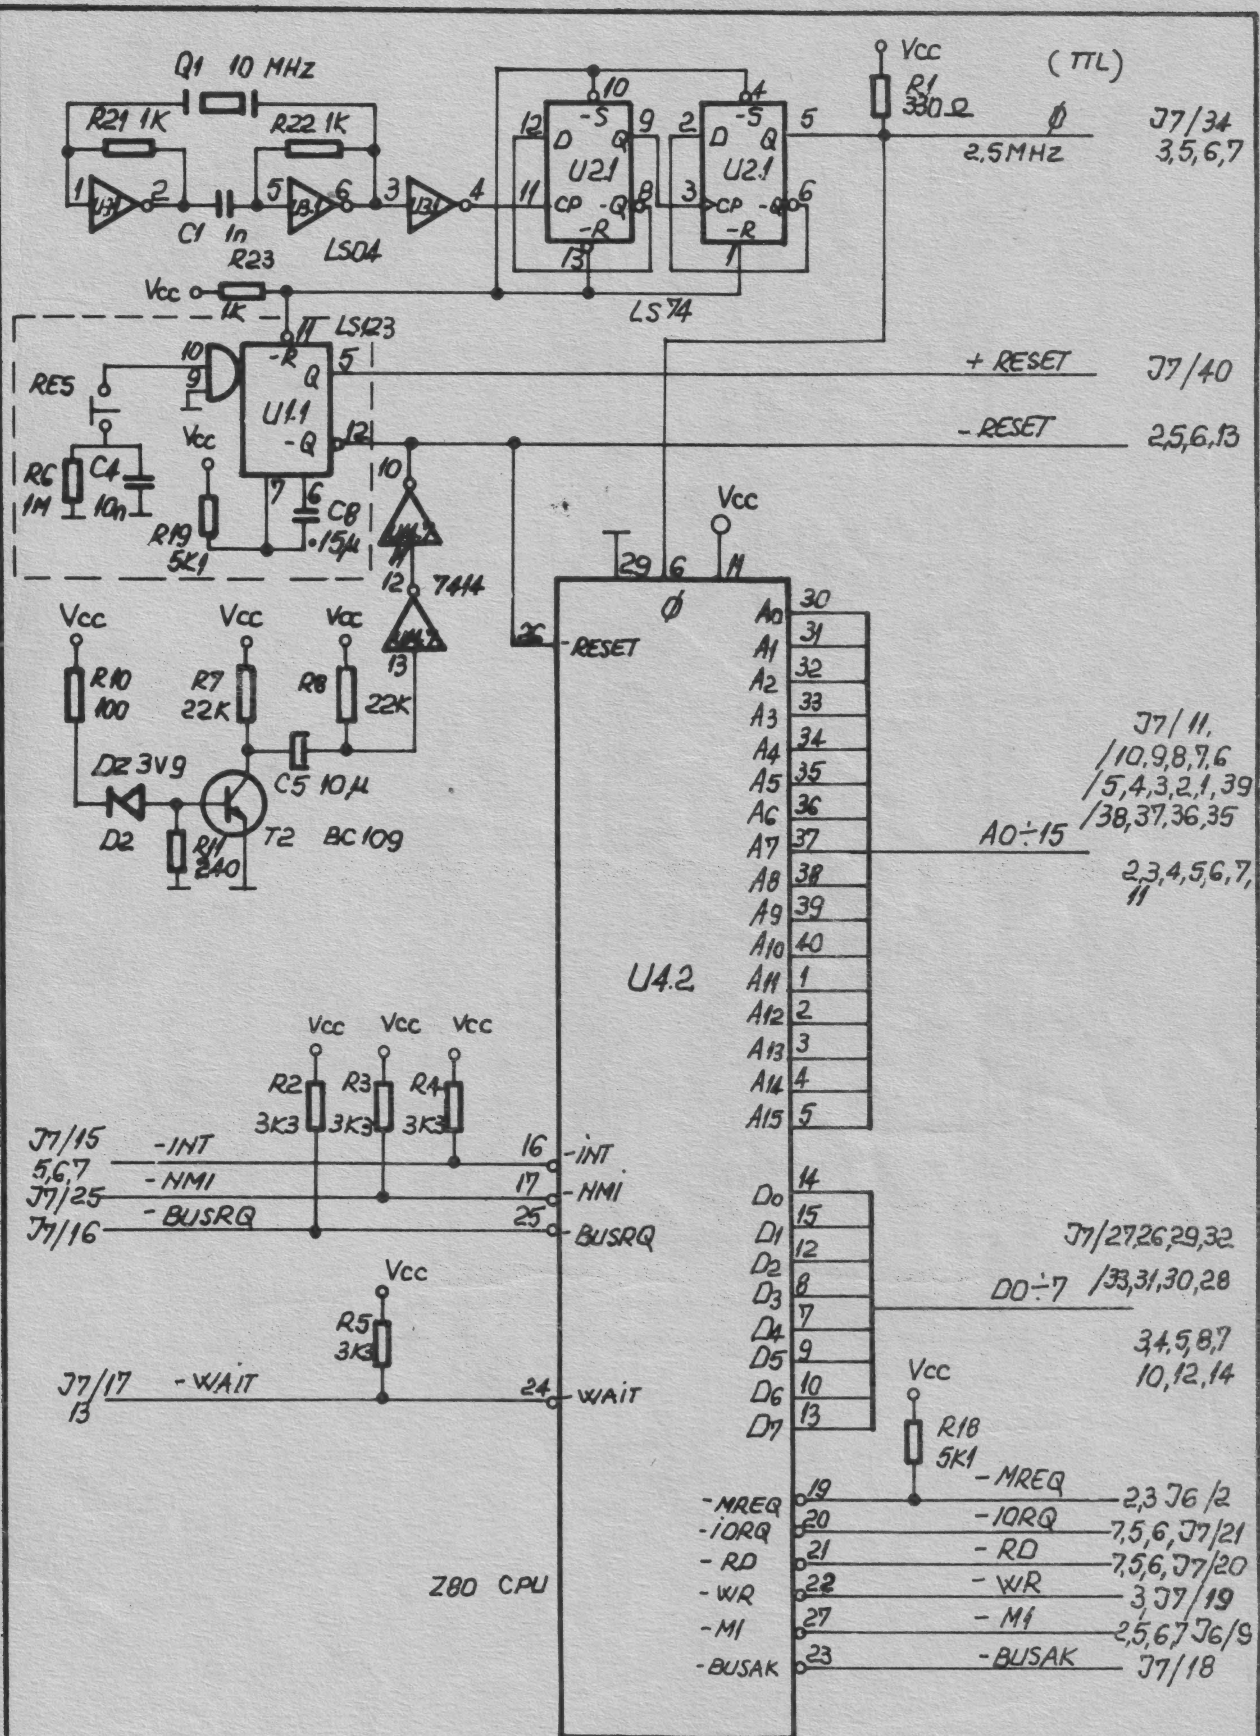 Q1 10 MHz
R21 1K
R22 1K
1
2
5
6
3
4
C1 1n
LS04
10
-S
12
D
Q
9
U2.1
11
CP
-Q
8
-R
13
4
-S
2
D
Q
5
U2.1
3
CP
-Q
6
-R
1
LS74
Vcc
R1
330Ω
(TTL)
Ø
2,5MHz
J7/34
3,5,6,7
R23
Vcc
1K
11
LS123
10
9
-R
Q
5
U1.1
-Q
12
7
6
RES
Vcc
R6
1M
C4
10n
R19
5K1
C8
.15µ
+ RESET
J7/40
- RESET
2,5,6,13
10
11
12
7414
13
Vcc
R10
100
Vcc
R7
22K
Vcc
R8
22K
DZ 3V9
D2
C5 10µ
R11
240
T2
BC109
Vcc
29
6
11
Ø
26
-RESET
A0 30
A1 31
A2 32
A3 33
A4 34
A5 35
A6 36
A7 37
A8 38
A9 39
A10 40
A11 1
A12 2
A13 3
A14 4
A15 5
A0÷15
J7/11,
/10,9,8,7,6
/5,4,3,2,1,39
/38,37,36,35
2,3,4,5,6,7,
11
U4.2
Vcc
Vcc
Vcc
R2
3K3
R3
3K3
R4
3K3
J7/15
5,6,7
-INT
16
-INT
J7/25
-NMI
17
-NMI
J7/16
-BUSRQ
25
-BUSRQ
Vcc
R5
3K3
J7/17
13
-WAIT
24
-WAIT
D0 14
D1 15
D2 12
D3 8
D4 7
D5 9
D6 10
D7 13
D0÷7
J7/27,26,29,32
/33,31,30,28
3,4,5,8,7
10,12,14
Vcc
R18
5K1
-MREQ 19 -MREQ 2,3 J6/2
-IORQ 20 -IORQ 7,5,6,J7/21
-RD 21 -RD 7,5,6,J7/20
-WR 22 -WR 3,J7/19
-M1 27 -M1 2,5,6,7 J6/9
-BUSAK 23 -BUSAK J7/18
Z80 CPU